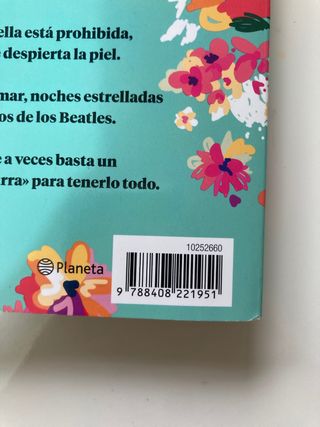 ella está prohibida,
despierta la piel.
mar, noches estrelladas
os de los Beatles.
e a veces basta un
rra» para tenerlo todo.
10252660
Planeta
9 788408 221951